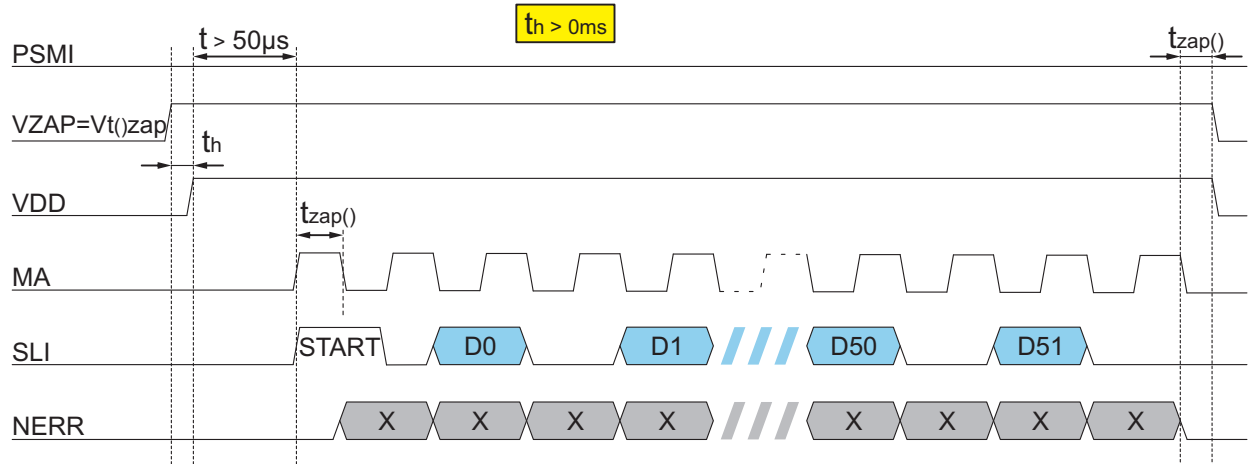 th > 0ms
t > 50µs
tzap()
PSMI
VZAP=Vt()zap
th
VDD
tzap()
MA
SLI
START D0 D1 D50 D51
NERR
X X X X X X X X